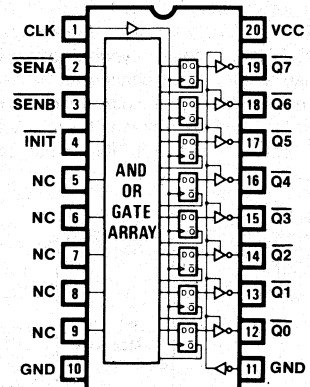 CLK 1 20 VCC
SENA 2 D Q Q 19 Q7
SENB 3 D Q Q 18 Q6
INIT 4 D Q Q 17 Q5
NC 5 D Q Q 16 Q4
NC 6 D Q Q 15 Q3
NC 7 D Q Q 14 Q2
NC 8 D Q Q 13 Q1
NC 9 D Q Q 12 Q0
GND 10 11 GND
AND
OR
GATE
ARRAY